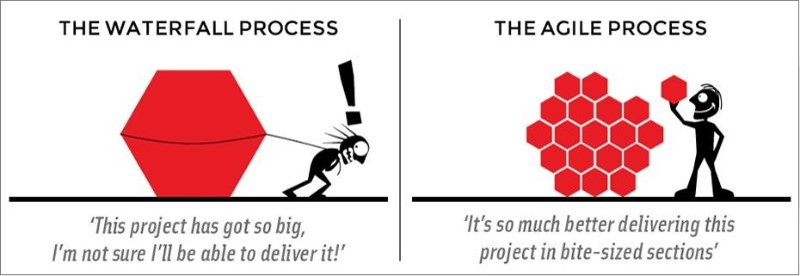 THE WATERFALL PROCESS
!
'This project has got so big,
I'm not sure I'll be able to deliver it!'
THE AGILE PROCESS
'It's so much better delivering this
project in bite-sized sections'